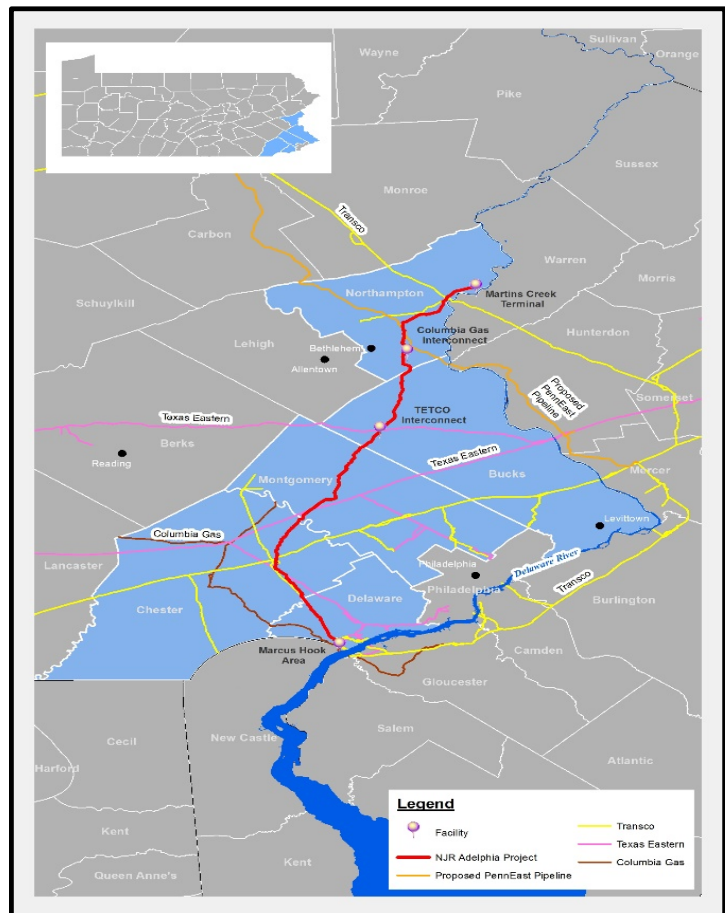 Sullivan
Wayne
Orange
Pike
Sussex
Monroe
Transco
Carbon
Warren
Morris
Northampton
Martins Creek
Terminal
Schuylkill
Columbia Gas
Interconnect
Hunterdon
Lehigh
Bethlehem
Allentown
Proposed
PennEast
Pipeline
Somerset
TETCO
Interconnect
Texas Eastern
Berks
Texas Eastern
Reading
Bucks
Mercer
Montgomery
Levittown
Columbia Gas
Lancaster
Philadelphia
Delaware River
Philadelphia
Transco
Delaware
Chester
Burlington
Marcus Hook
Area
Camden
Gloucester
New Castle
Salem
Cecil
Harford
Atlantic
Kent
Kent
Queen Anne's
Legend
Facility
NJR Adelphia Project
Proposed PennEast Pipeline
Transco
Texas Eastern
Columbia Gas